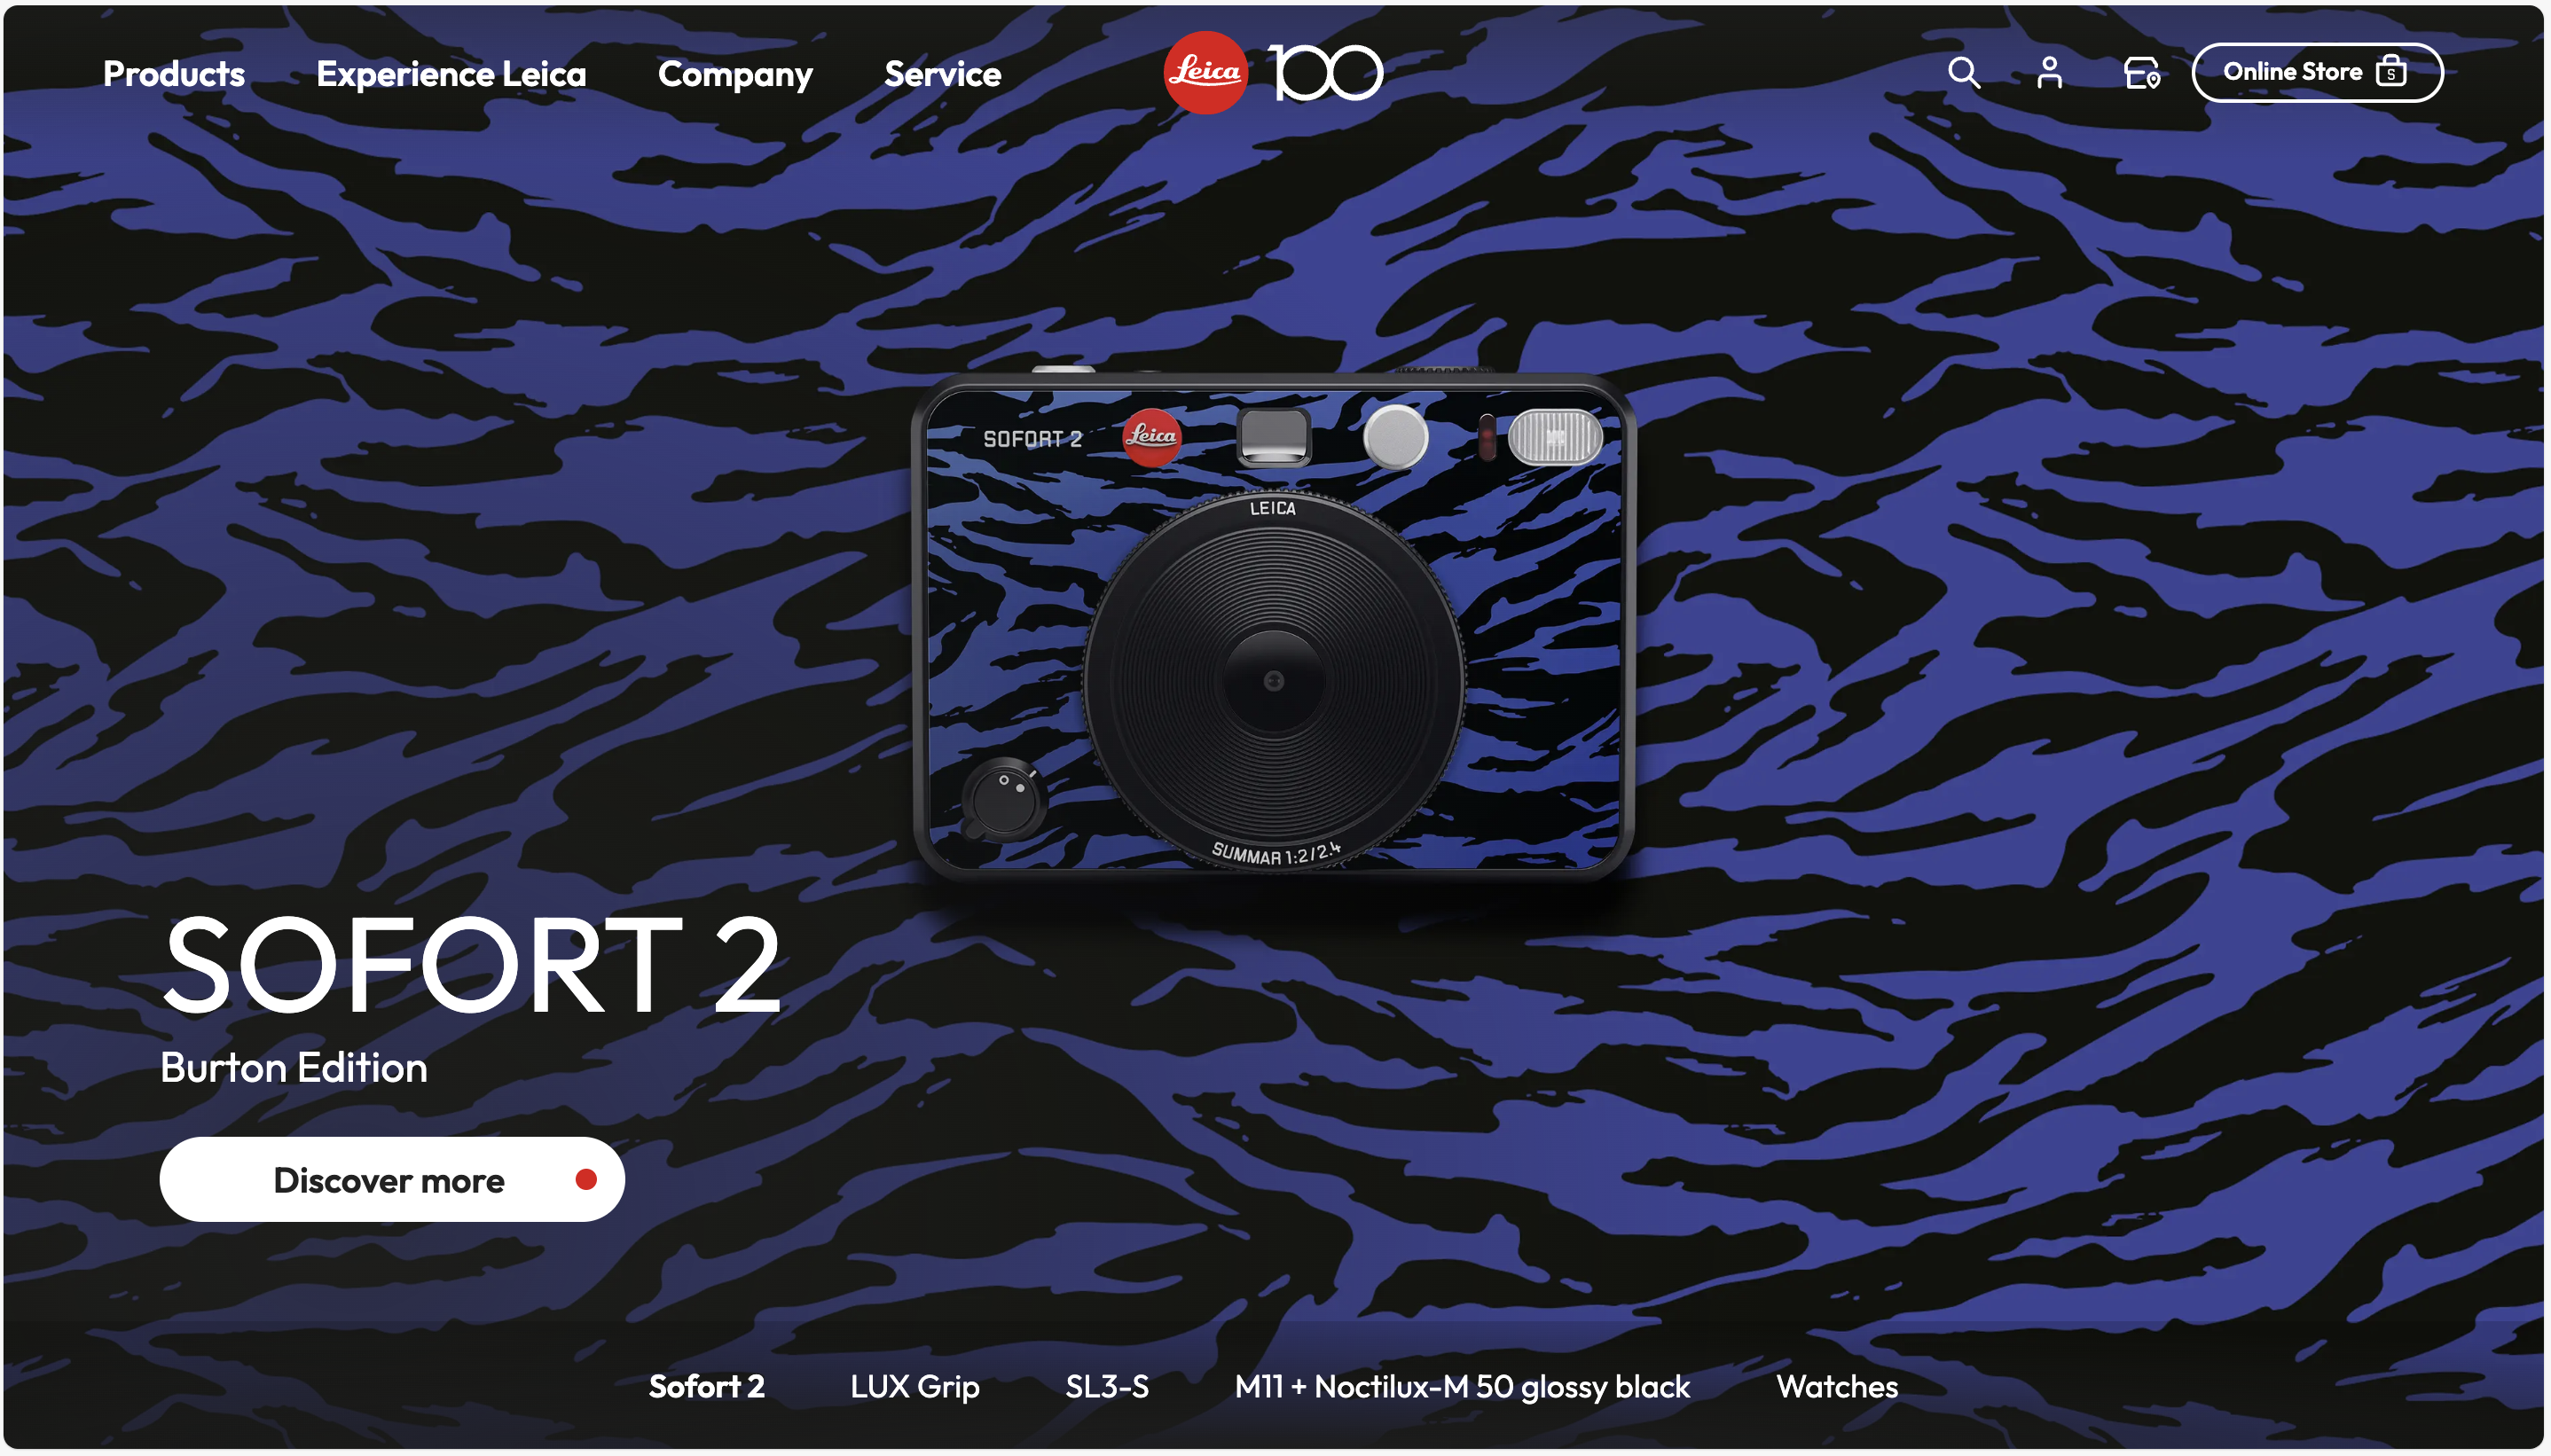 Products Experience Leica Company Service Leica 100 Online Store S
SOFORT 2 Leica
LEICA
SUMMAR 1:2/2.4
SOFORT 2
Burton Edition
Discover more
Sofort 2 LUX Grip SL3-S M11 + Noctilux-M 50 glossy black Watches